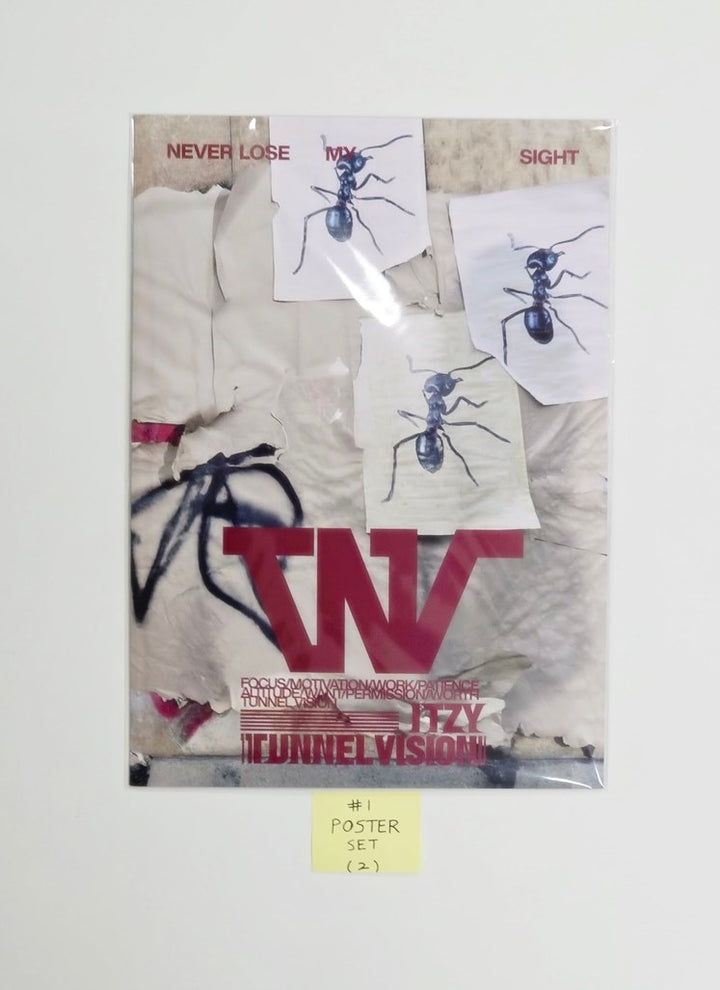 NEVER LOSE MY SIGHT
TNV
FOCUS/MOTIVATION/WORK/PATIENCE
ALTITUDE/WANT/PERMISSION/WORTH
TUNNEL VISION
ITZY
TUNNEL VISION
#1
POSTER
SET
(2)